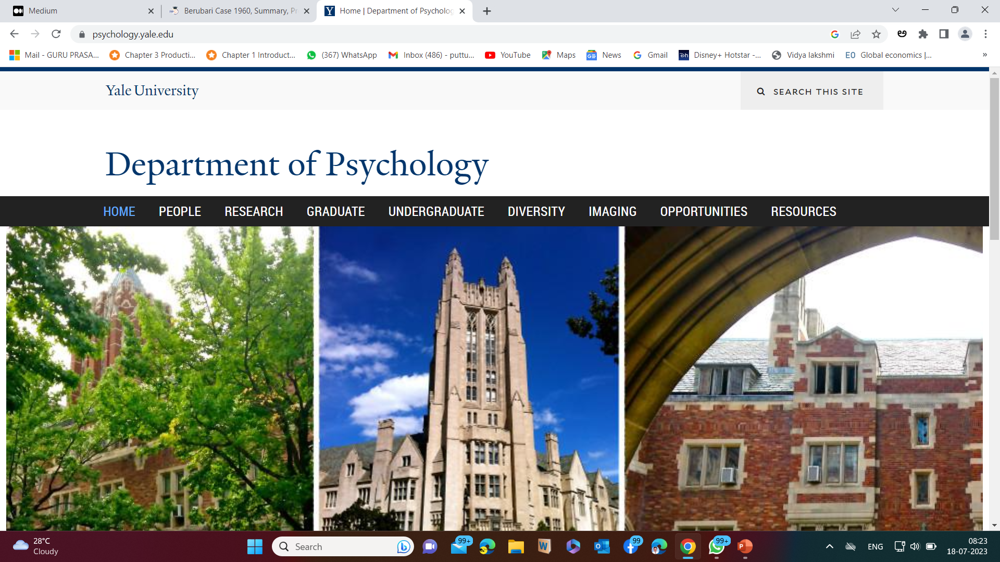 Medium
Berubari Case 1960, Summary, Pr
Home | Department of Psycholog
psychology.yale.edu
Mail - GURU PRASA...
Chapter 3 Producti...
Chapter 1 Introduct...
(367) WhatsApp
Inbox (486) - puttu...
YouTube
Maps
News
Gmail
Disney+ Hotstar -...
Vidya lakshmi
EO Global economics |...
»
Yale University
SEARCH THIS SITE
Department of Psychology
HOME PEOPLE RESEARCH GRADUATE UNDERGRADUATE DIVERSITY IMAGING OPPORTUNITIES RESOURCES
28°C
Cloudy
Search
99+
99
99+
ENG
08:23
18-07-2023